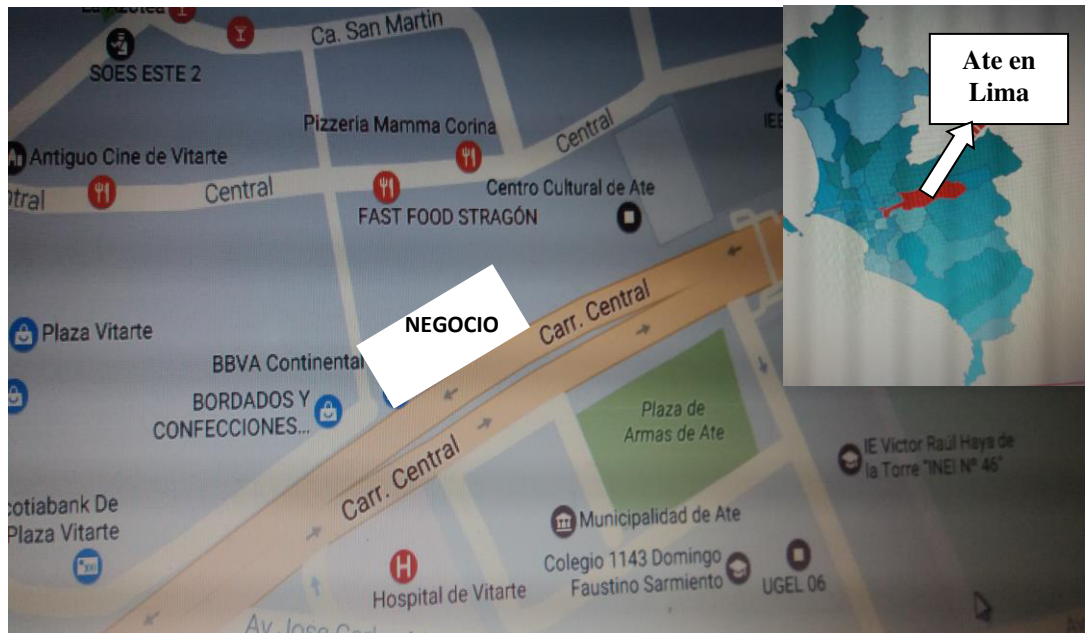 Ca. San Martin
SOES ESTE 2
Pizzeria Mamma Corina
Antiguo Cine de Vitarte
Central
Central
Centro Cultural de Ate
FAST FOOD STRAGÓN
Ate en
Lima
Plaza Vitarte
NEGOCIO
Carr. Central
BBVA Continental
BORDADOS Y
CONFECCIONES...
Plaza de
Armas de Ate
Carr. Central
IE Victor Raúl Haya de
la Torre "INEI Nº 46"
De
Plaza Vitarte
Municipalidad de Ate
Colegio 1143 Domingo
Faustino Sarmiento
UGEL 06
Hospital de Vitarte